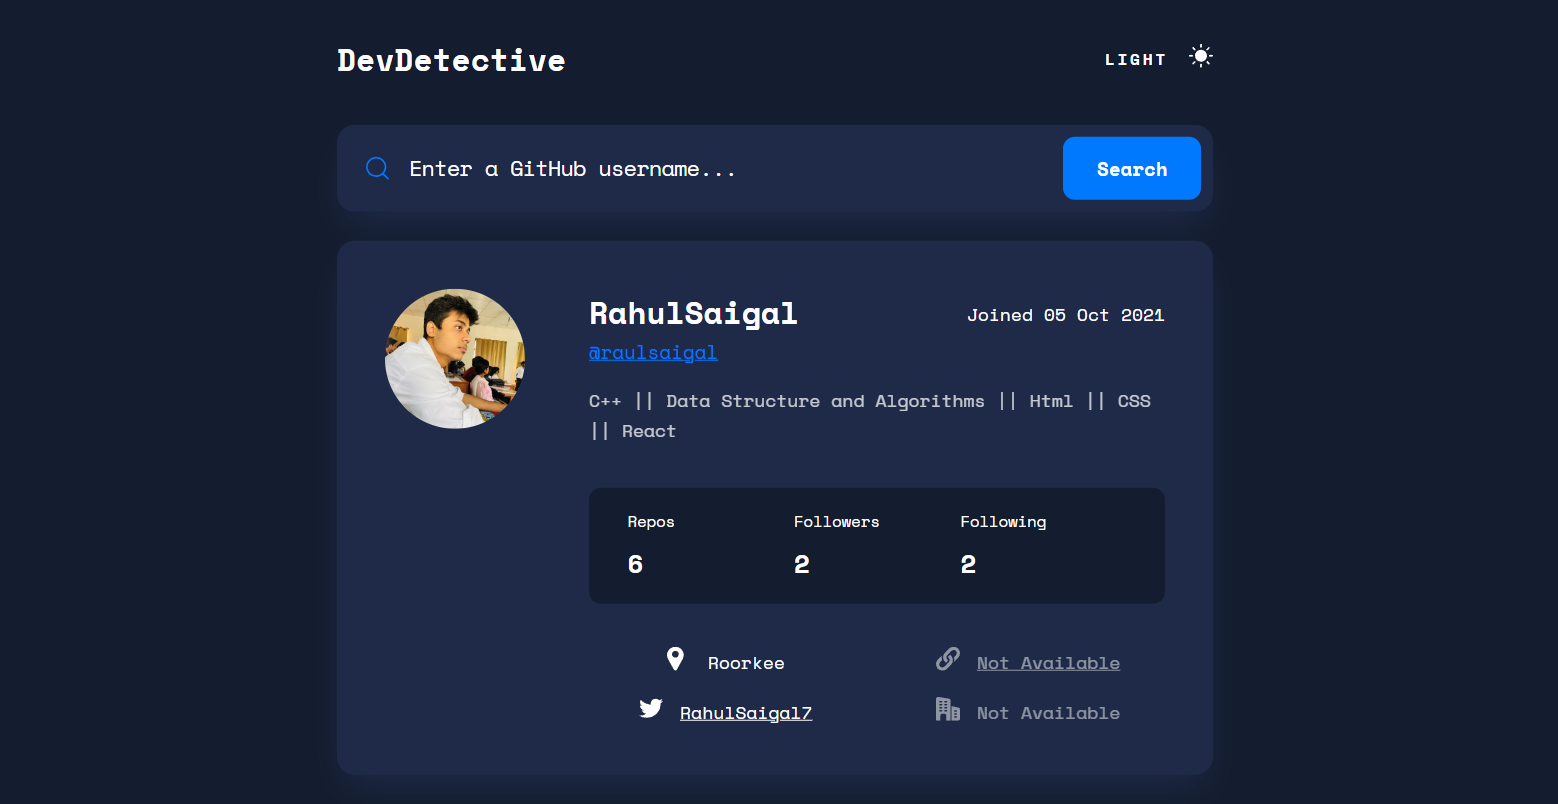 DevDetective
LIGHT
Enter a GitHub username...
Search
RahulSaigal
Joined 05 Oct 2021
@raulsaigal
C++ || Data Structure and Algorithms || Html || CSS
|| React
Repos Followers Following
6 2 2
Roorkee Not Available
RahulSaigal7 Not Available